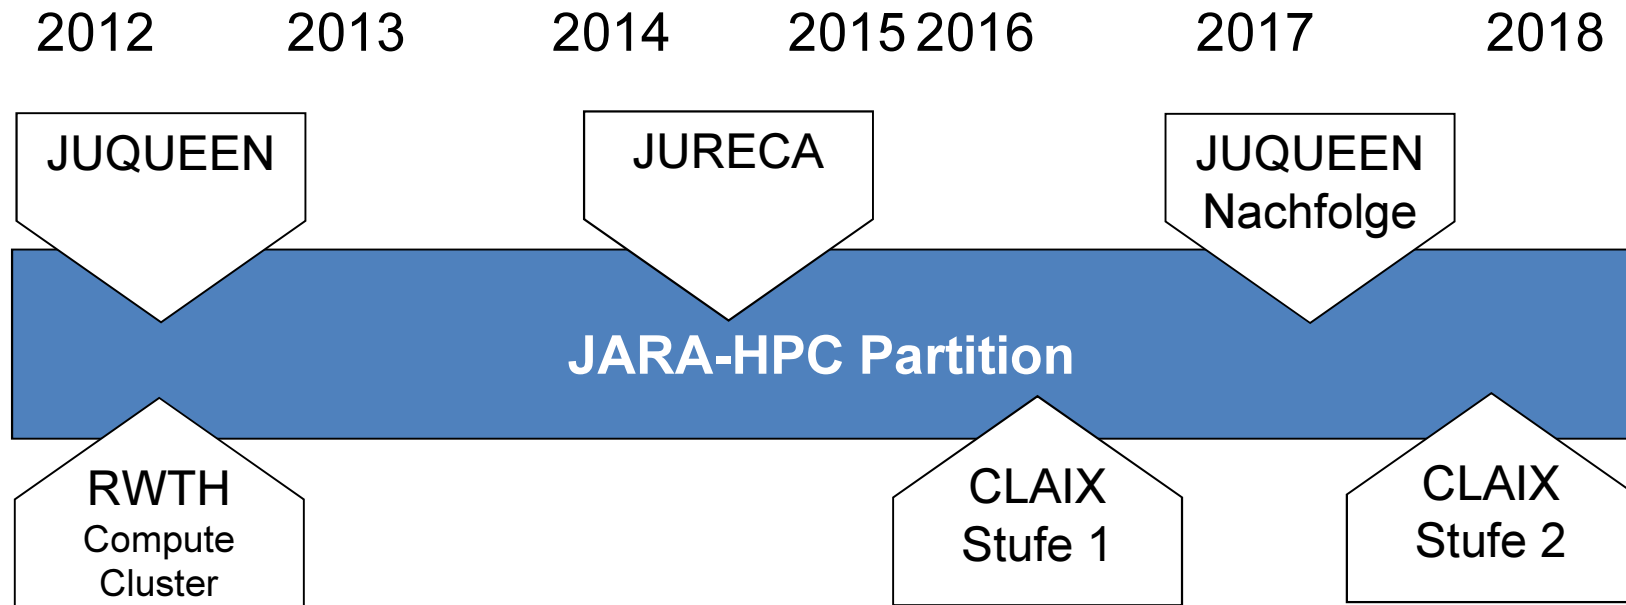 2012 2013 2014 2015 2016 2017 2018
JUQUEEN
JURECA
JUQUEEN
Nachfolge
JARA-HPC Partition
RWTH
Compute
Cluster
CLAIX
Stufe 1
CLAIX
Stufe 2